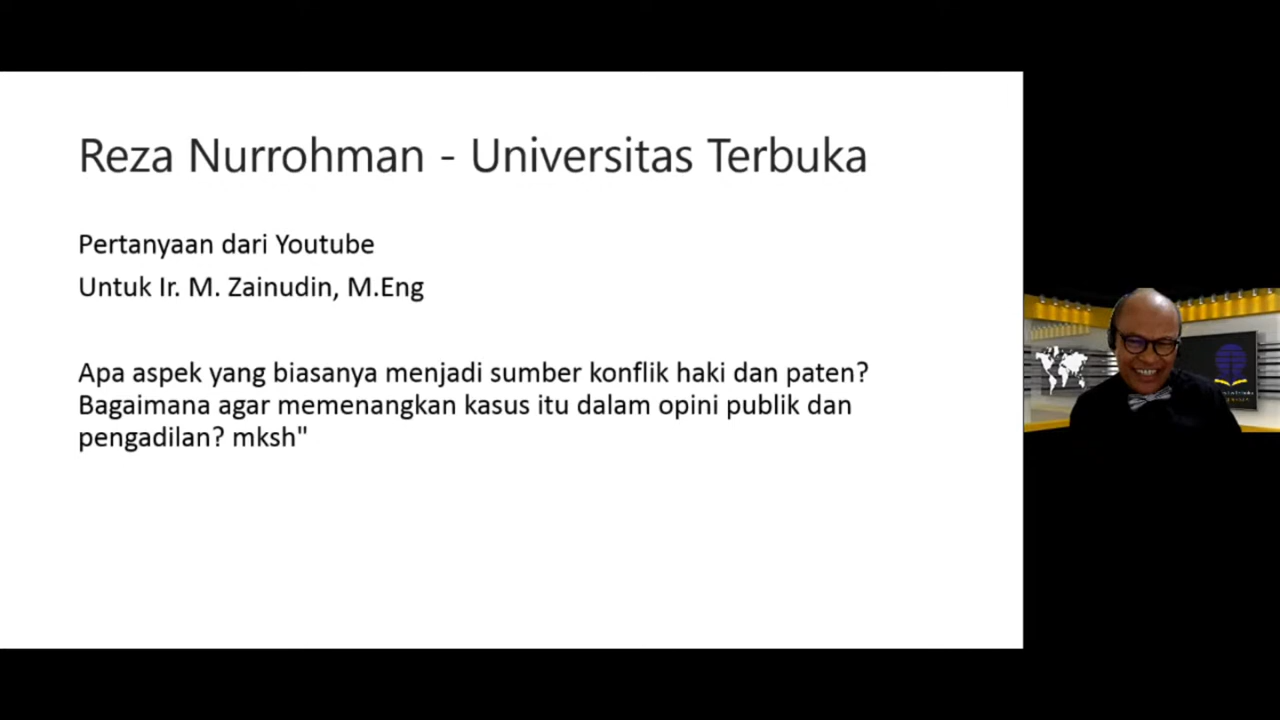 Reza Nurrohman - Universitas Terbuka
Pertanyaan dari Youtube
Untuk Ir. M. Zainudin, M.Eng
Apa aspek yang biasanya menjadi sumber konflik haki dan paten?
Bagaimana agar memenangkan kasus itu dalam opini publik dan
pengadilan? mksh"